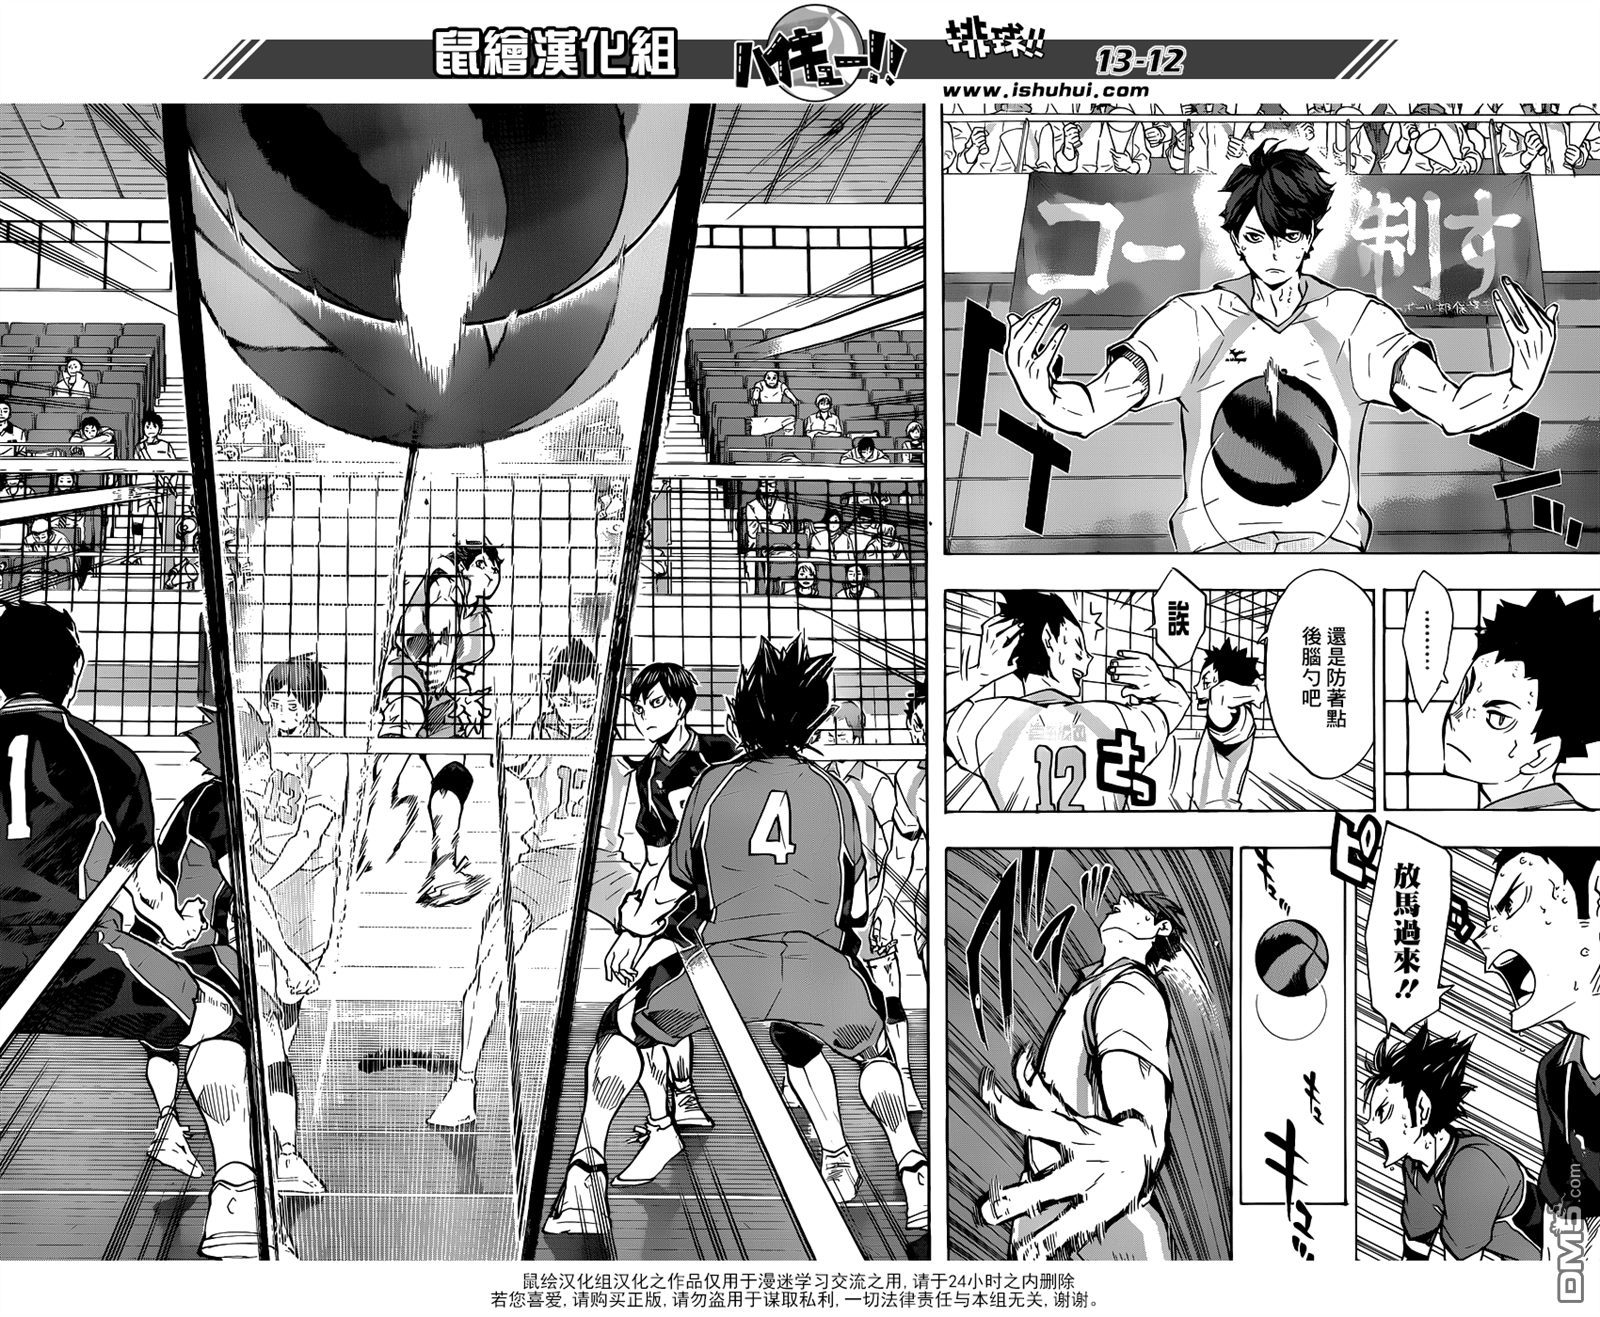 鼠繪漢化組
ハイキュー!!
排球!!
13-12
www.ishuhui.com
コー
制す
………
還是防著點
後腦勺吧
誒
12
ピ
放馬過來!!
1
4
13
鼠绘汉化组汉化之作品仅用于漫迷学习交流之用,请于24小时之内删除
若您喜爱,请购买正版,请勿盗用于谋取私利,一切法律责任与本组无关,谢谢。
DM5.com